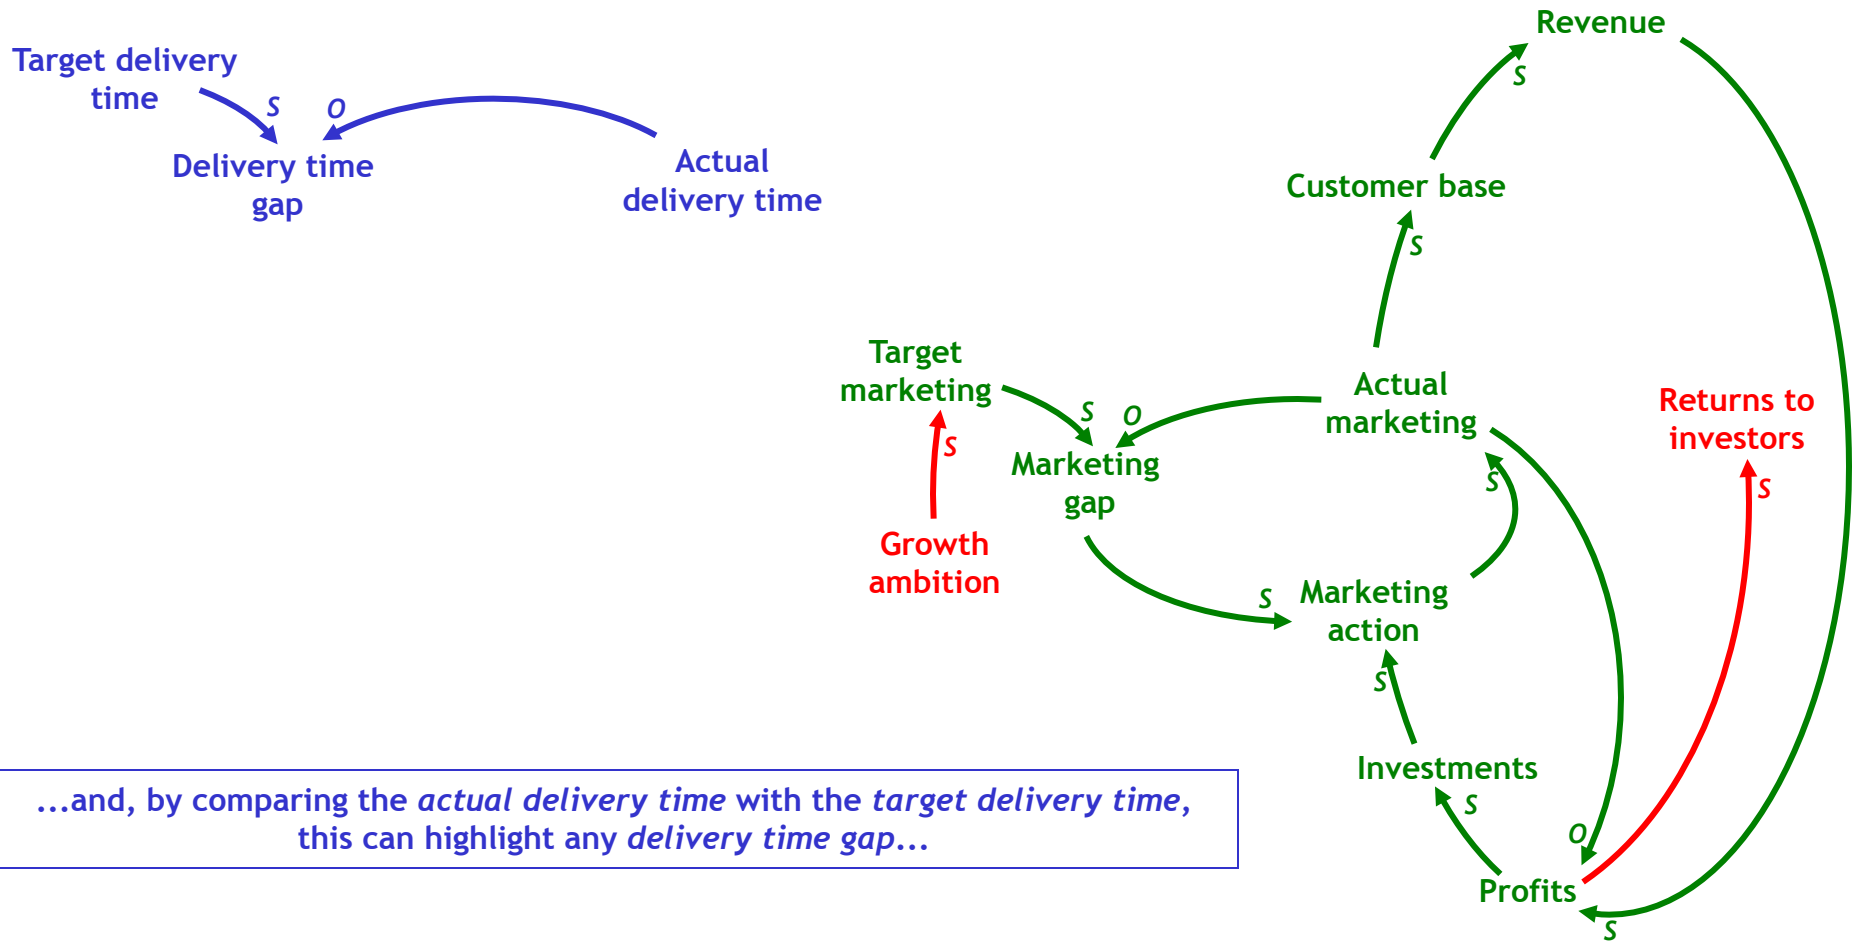 Revenue
Target delivery
time
S
O
S
Delivery time
gap
Actual
delivery time
Customer base
S
Target
marketing
S
O
Actual
marketing
Returns to
investors
S
Marketing
gap
S
S
Growth
ambition
S
Marketing
action
S
Investments
S
O
Profits
S
...and, by comparing the actual delivery time with the target delivery time,
this can highlight any delivery time gap...